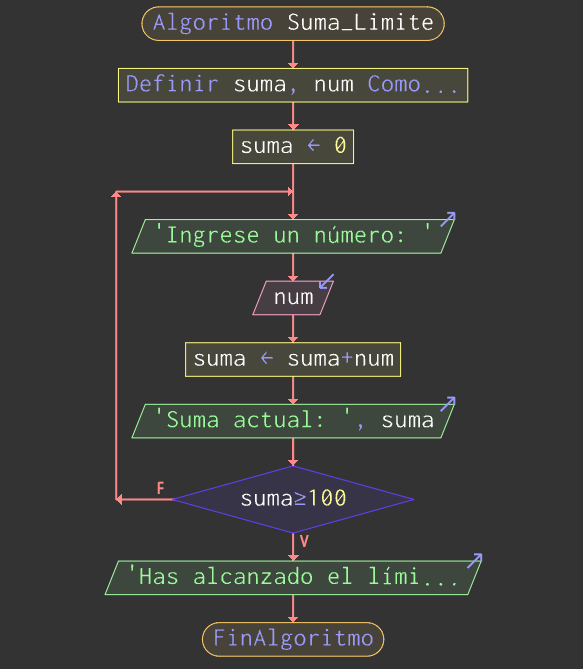 Algoritmo Suma_Limite
Definir suma, num Como...
suma ← 0
'Ingrese un número: '
num
suma ← suma+num
'Suma actual: ', suma
suma≥100
F
V
'Has alcanzado el lími...
FinAlgoritmo